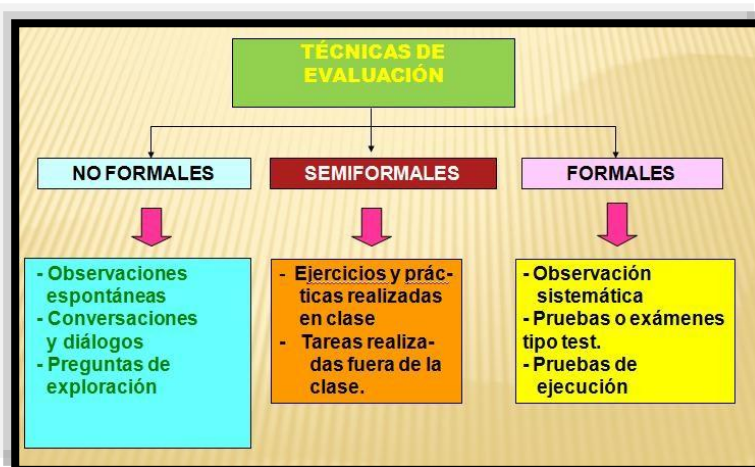 TÉCNICAS DE
EVALUACIÓN
NO FORMALES
SEMIFORMALES
FORMALES
- Observaciones
espontáneas
- Conversaciones
y diálogos
- Preguntas de
exploración
- Ejercicios y prác-
ticas realizadas
en clase
- Tareas realiza-
das fuera de la
clase.
- Observación
sistemática
- Pruebas o exámenes
tipo test.
- Pruebas de
ejecución